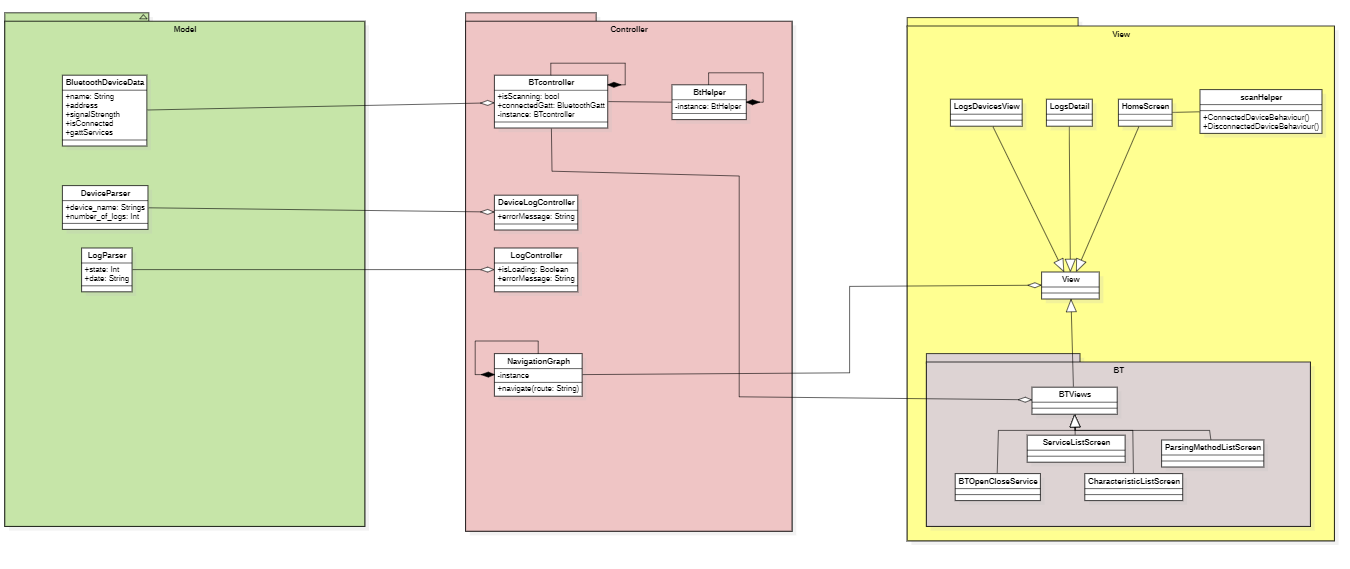 Model
BluetoothDeviceData
+name: String
+address
+signalStrength
+isConnected
+gattServices
DeviceParser
+device_name: Strings
+number_of_logs: Int
LogParser
+state: Int
+date: String
Controller
BTcontroller
+isScanning: bool
+connectedGatt: BluetoothGatt
-instance: BTcontroller
BtHelper
-instance: BtHelper
DeviceLogController
+errorMessage: String
LogController
+isLoading: Boolean
+errorMessage: String
NavigationGraph
-instance
+navigate(route: String)
View
LogsDevicesView
LogsDetail
HomeScreen
scanHelper
+ConnectedDeviceBehaviour()
+DisconnectedDeviceBehaviour()
View
BT
BTViews
ServiceListScreen
ParsingMethodListScreen
BTOpenCloseService
CharacteristicListScreen